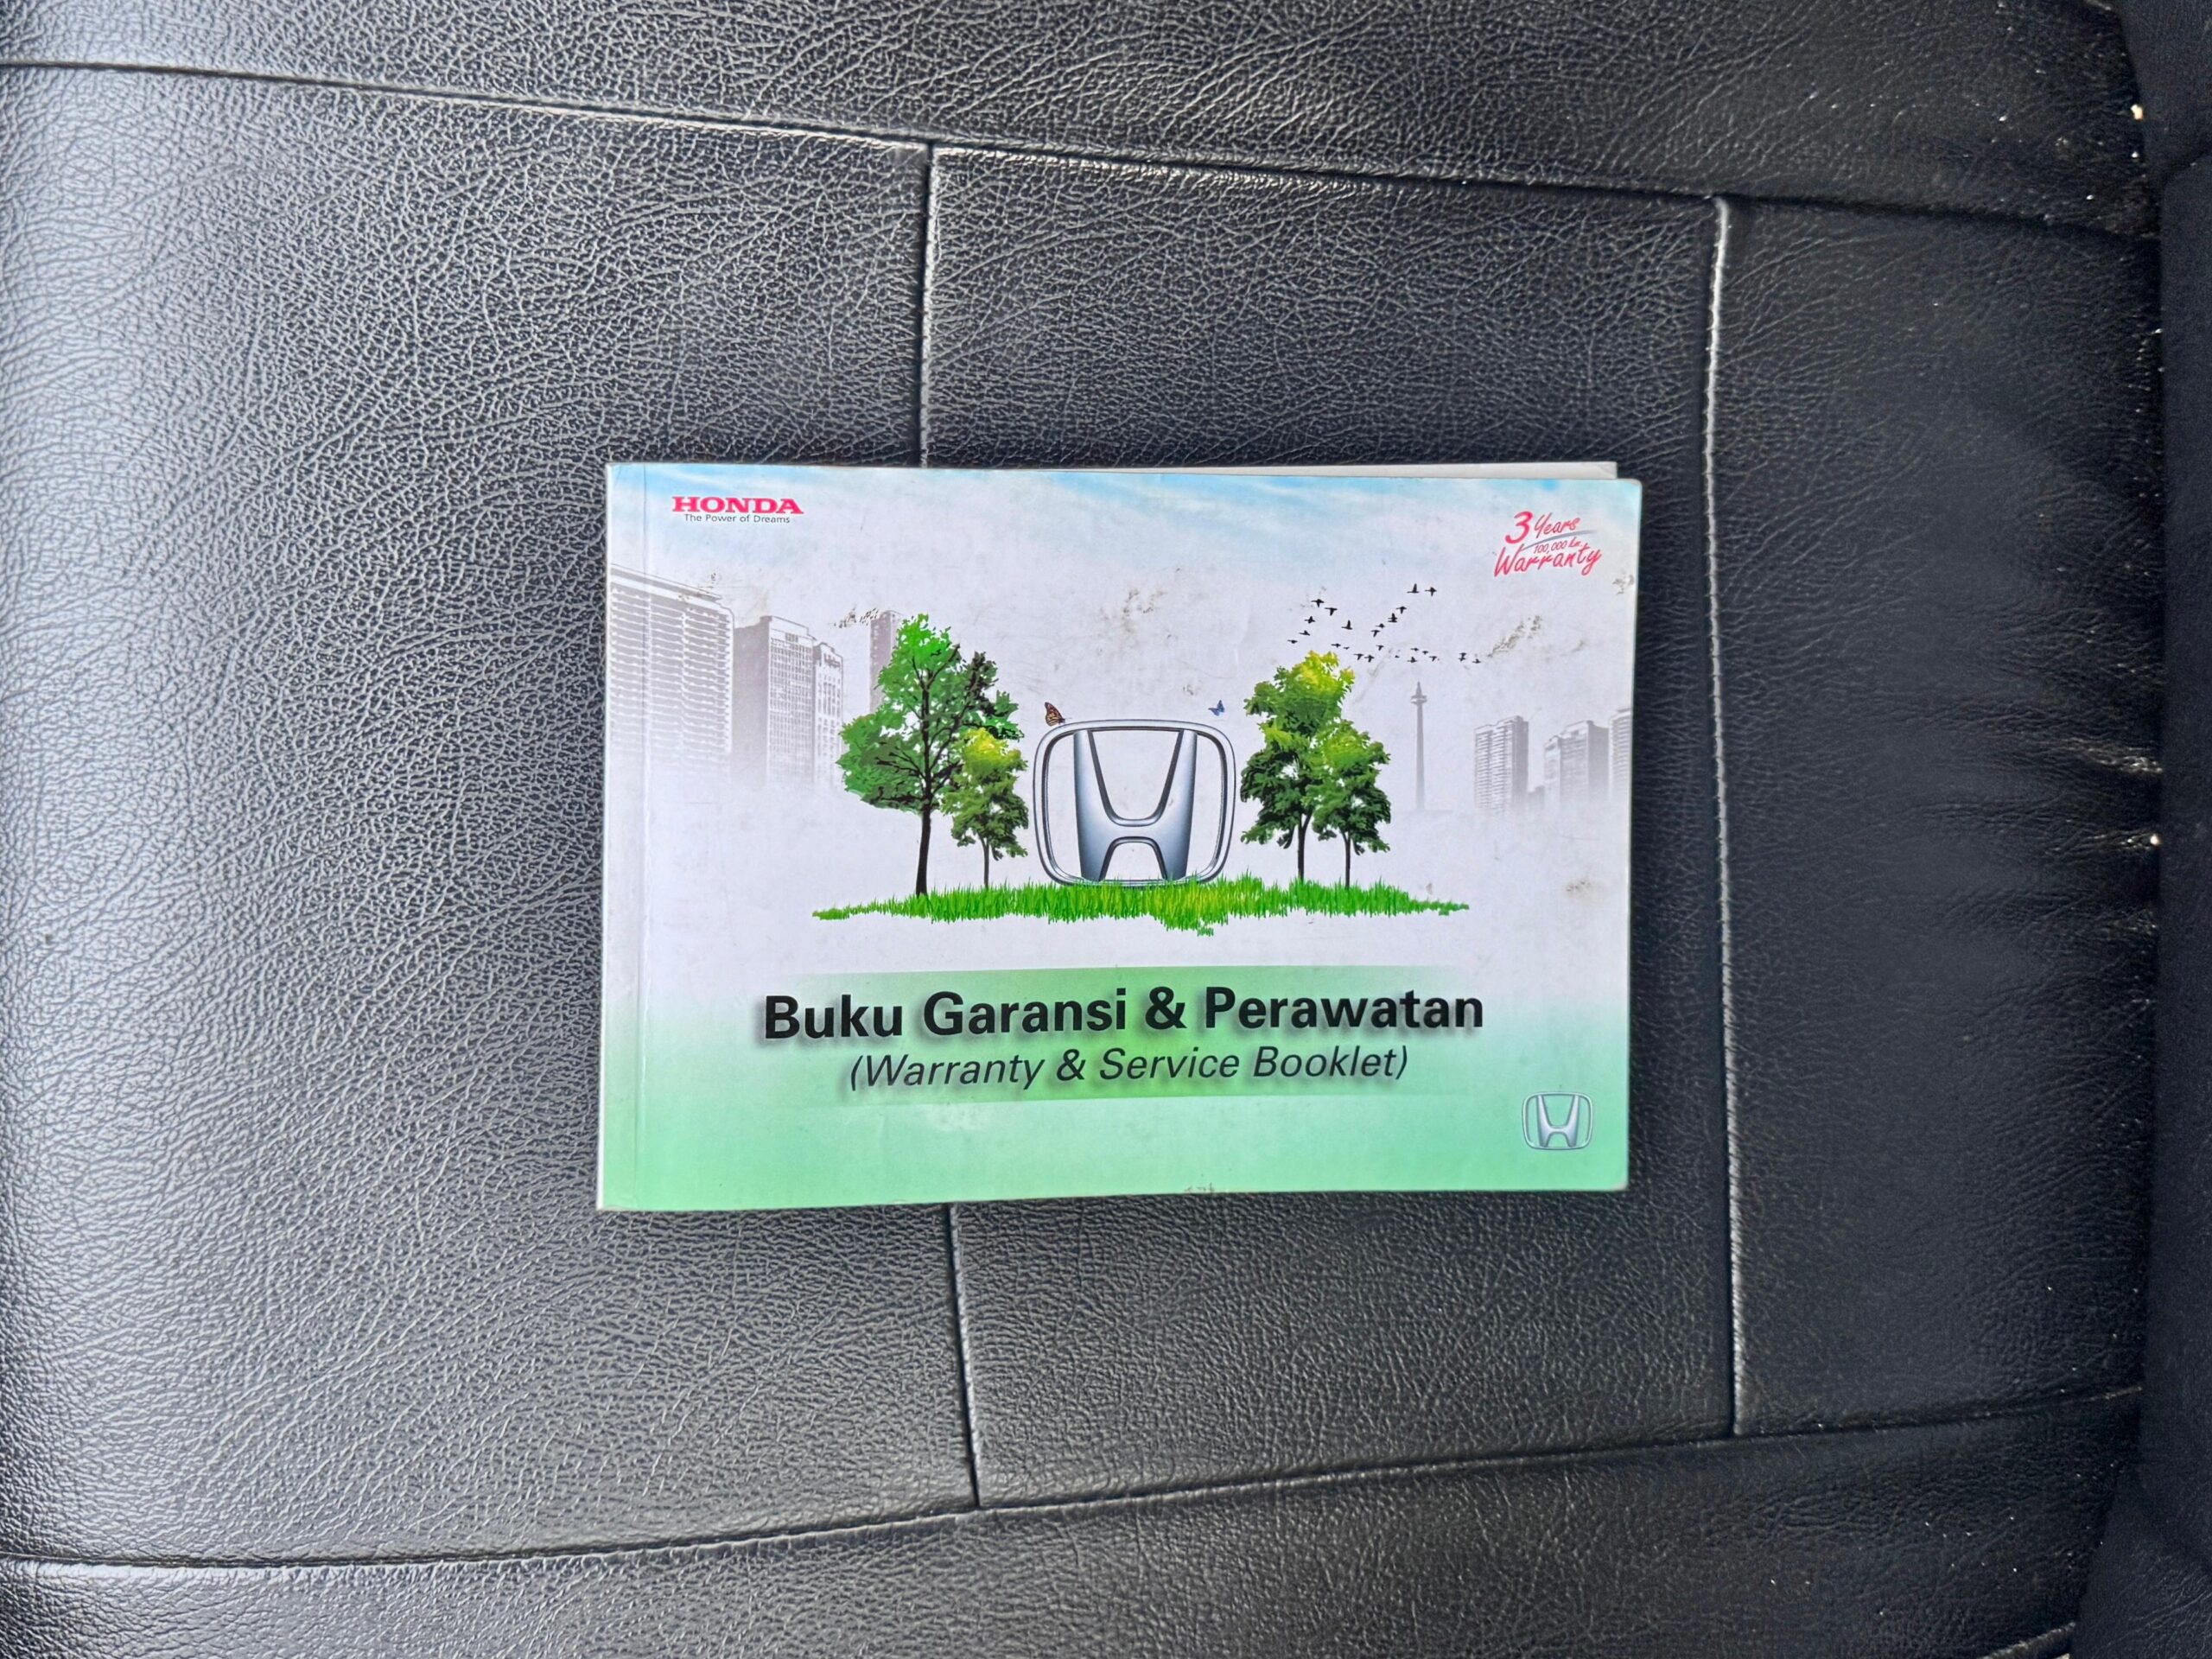 HONDA
The Power of Dreams
3 Years
100,000 km
Warranty
Buku Garansi & Perawatan
(Warranty & Service Booklet)